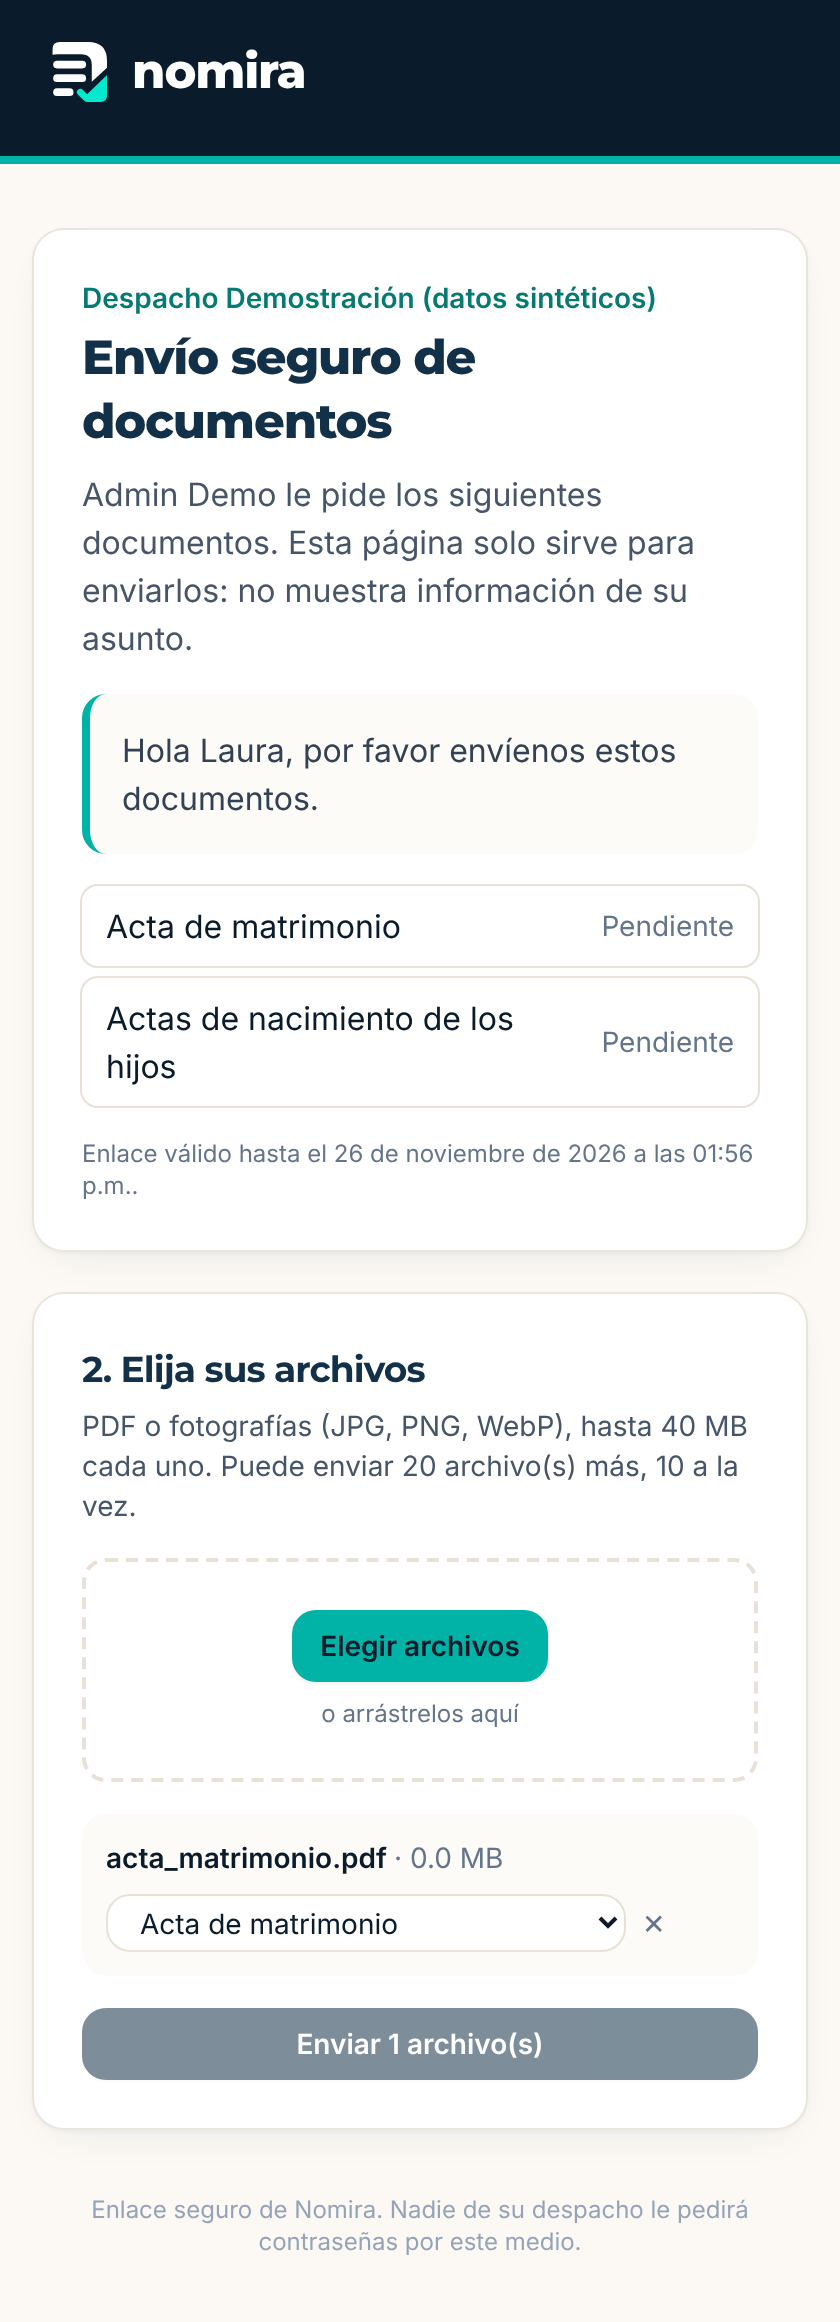 nomira
Despacho Demostración (datos sintéticos)
Envío seguro de
documentos
Admin Demo le pide los siguientes
documentos. Esta página solo sirve para
enviarlos: no muestra información de su
asunto.
Hola Laura, por favor envíenos estos
documentos.
Acta de matrimonio Pendiente
Actas de nacimiento de los
hijos Pendiente
Enlace válido hasta el 26 de noviembre de 2026 a las 01:56
p.m..
2. Elija sus archivos
PDF o fotografías (JPG, PNG, WebP), hasta 40 MB
cada uno. Puede enviar 20 archivo(s) más, 10 a la
vez.
Elegir archivos
o arrástrelos aquí
acta_matrimonio.pdf · 0.0 MB
Acta de matrimonio ✕
Enviar 1 archivo(s)
Enlace seguro de Nomira. Nadie de su despacho le pedirá
contraseñas por este medio.